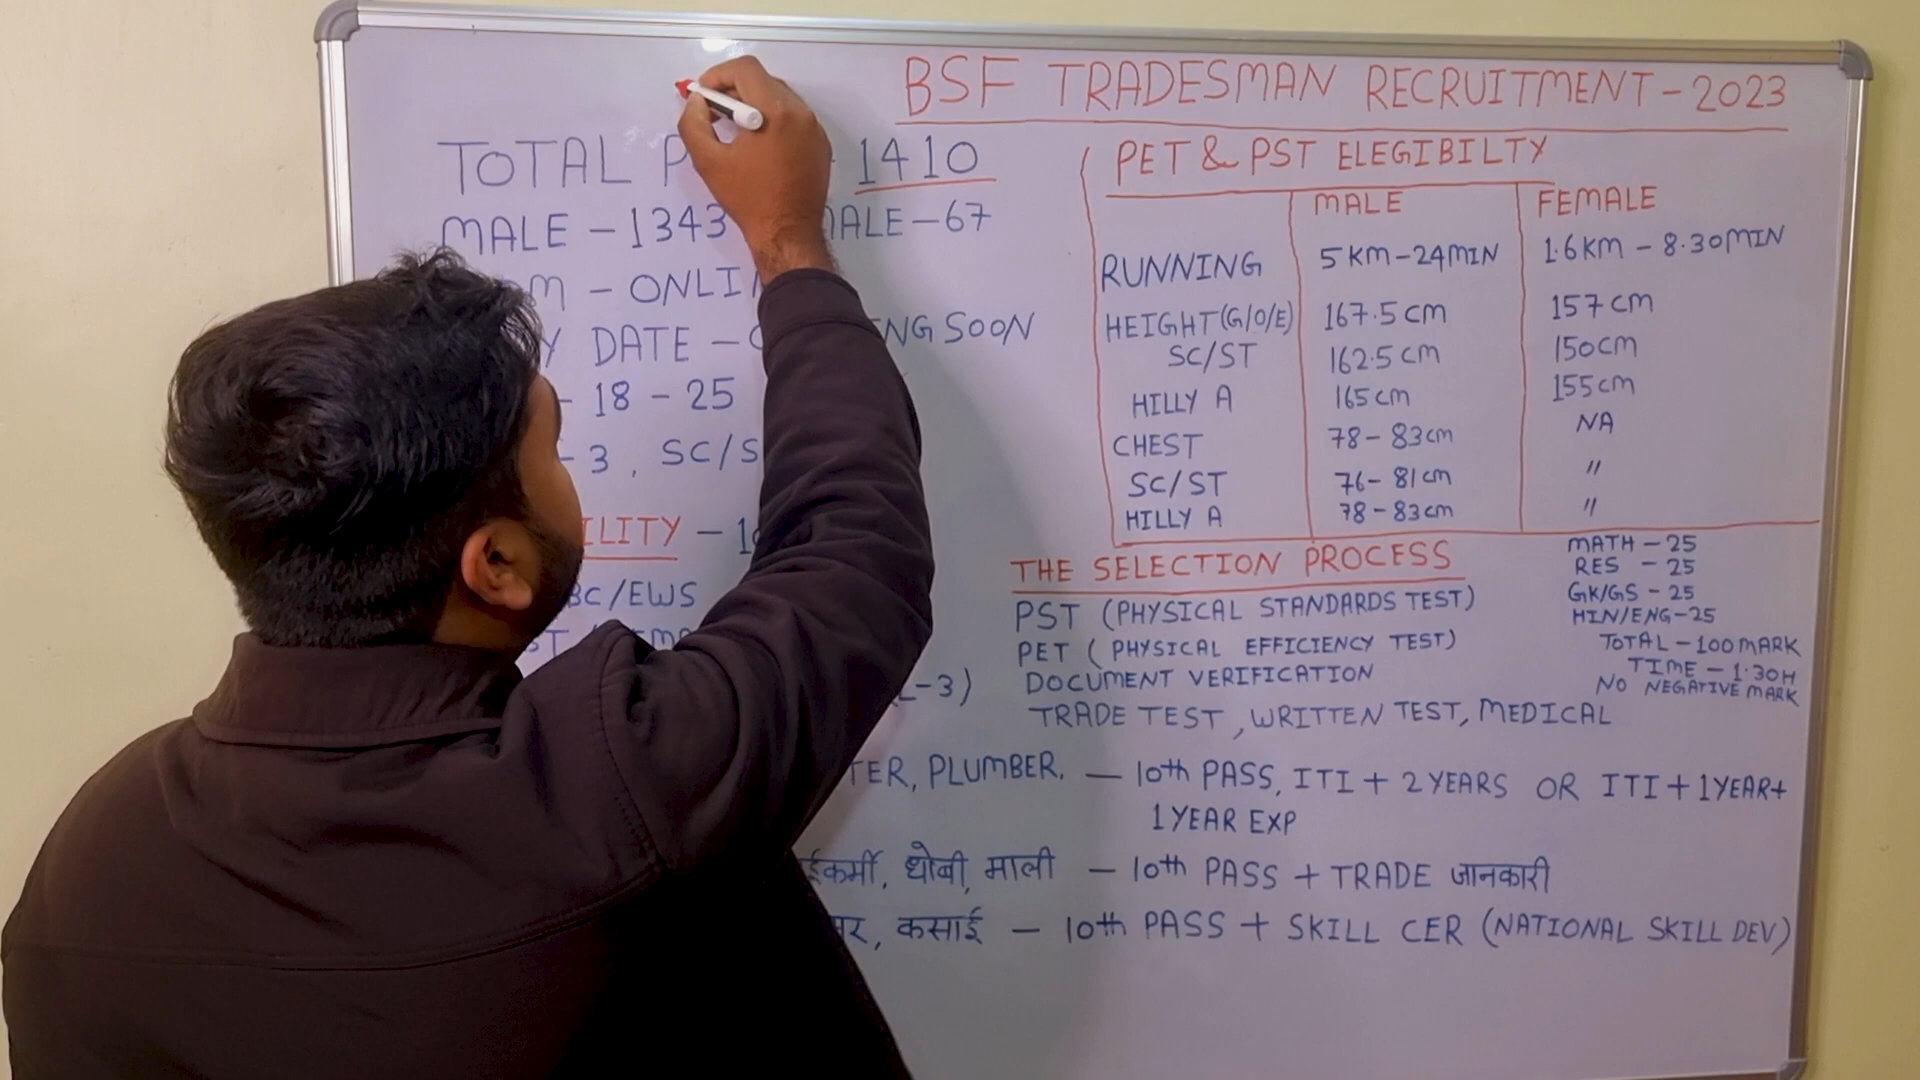 BSF TRADESMAN RECRUITMENT - 2023
TOTAL 1410
MALE - 1343 - 67
- ONLI
DATE - NG SOON
- 18 - 25
- 3 , SC/S
ILITY -
BC/EWS
L-3)
PET & PST ELEGIBILTY
MALE FEMALE
RUNNING 5 KM - 24 MIN 1.6 KM - 8.30 MIN
HEIGHT (G/O/E) 167.5 cm 157 cm
SC/ST 162.5 cm 150 cm
HILLY A 165 cm 155 cm
CHEST 78 - 83 cm NA
SC/ST 76 - 81 cm "
HILLY A 78 - 83 cm "
THE SELECTION PROCESS
PST (PHYSICAL STANDARDS TEST)
PET ( PHYSICAL EFFICIENCY TEST)
DOCUMENT VERIFICATION
TRADE TEST , WRITTEN TEST, MEDICAL
MATH - 25
RES - 25
GK/GS - 25
HIN/ENG - 25
TOTAL - 100 MARK
TIME - 1.30 H
NO NEGATIVE MARK
TER, PLUMBER. — 10th PASS, ITI + 2 YEARS OR ITI + 1 YEAR +
1 YEAR EXP
ईकर्मी, धोबी, माली — 10th PASS + TRADE जानकारी
र, कसाई — 10th PASS + SKILL CER (NATIONAL SKILL DEV)